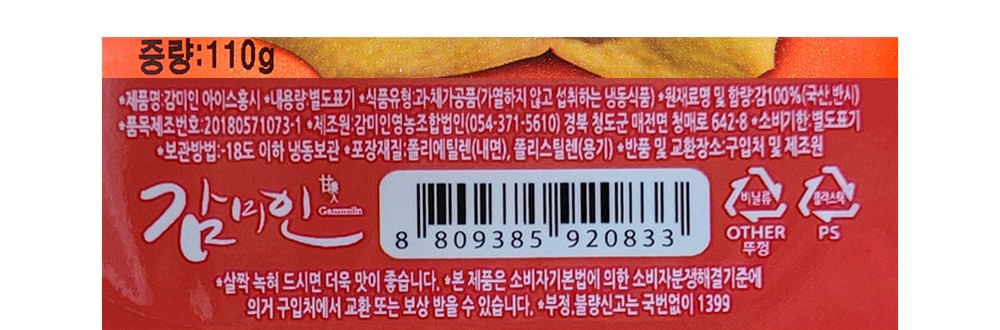 중량:110g
*제품명:감미인 아이스홍시 *내용량:별도표기 *식품유형:과·채가공품(가열하지 않고 섭취하는 냉동식품) *원재료명 및 함량:감100%(국산, 반시)
*품목제조번호:20180571073-1 *제조원:감미인영농조합법인(054-371-5610) 경북 청도군 매전면 청매로 642-8 *소비기한:별도표기
*보관방법:-18도 이하 냉동보관 *포장재질:폴리에틸렌(내면), 폴리스틸렌(용기) *반품 및 교환장소:구입처 및 제조원
감미인 甘美人 Gammiin
8 809385 920833
비닐류 플라스틱
OTHER PS
뚜껑
*살짝 녹혀 드시면 더욱 맛이 좋습니다. *본 제품은 소비자기본법에 의한 소비자분쟁해결기준에
의거 구입처에서 교환 또는 보상 받을 수 있습니다. *부정,불량신고는 국번없이 1399